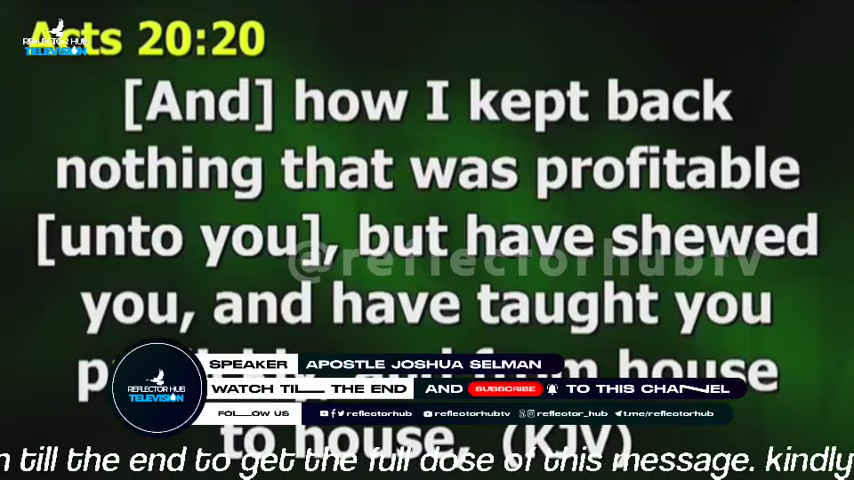 Acts 20:20
REFLECTOR HUB
TELEVISION
[And] how I kept back
nothing that was profitable
[unto you], but have shewed
@reflectorhubtv
you, and have taught you
from house
SPEAKER APOSTLE JOSHUA SELMAN
REFLECTOR HUB
TELEVISION
WATCH TILL THE END AND SUBSCRIBE TO THIS CHANNEL
FOLLOW US reflectorhub reflectorhubtv reflector_hub t.me/reflectorhub
to house, (KJV)
till the end to get the full dose of this message. kindly